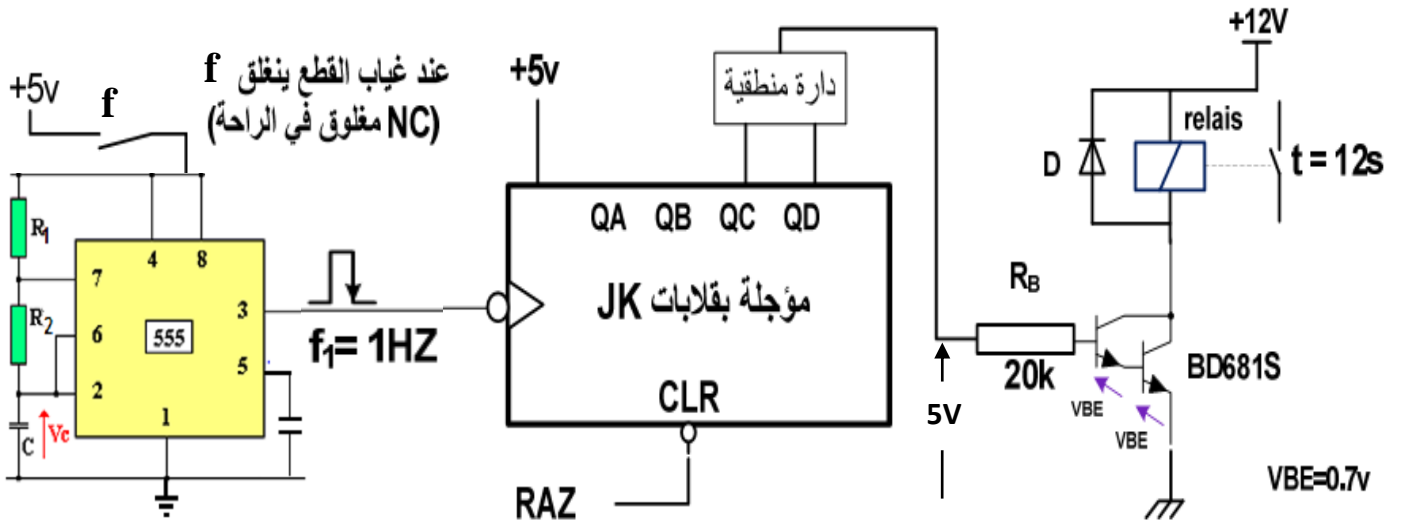 +5v
f
عند غياب القطع ينغلق f
(NC مغلوق في الراحة)
R1
R2
C
Vc
7
6
2
4
8
3
5
1
555
f1= 1HZ
+5v
دارة منطقية
QA QB QC QD
مؤجلة بقلابات JK
CLR
RAZ
5V
RB
20k
+12V
relais
D
t = 12s
BD681S
VBE
VBE
VBE=0.7v